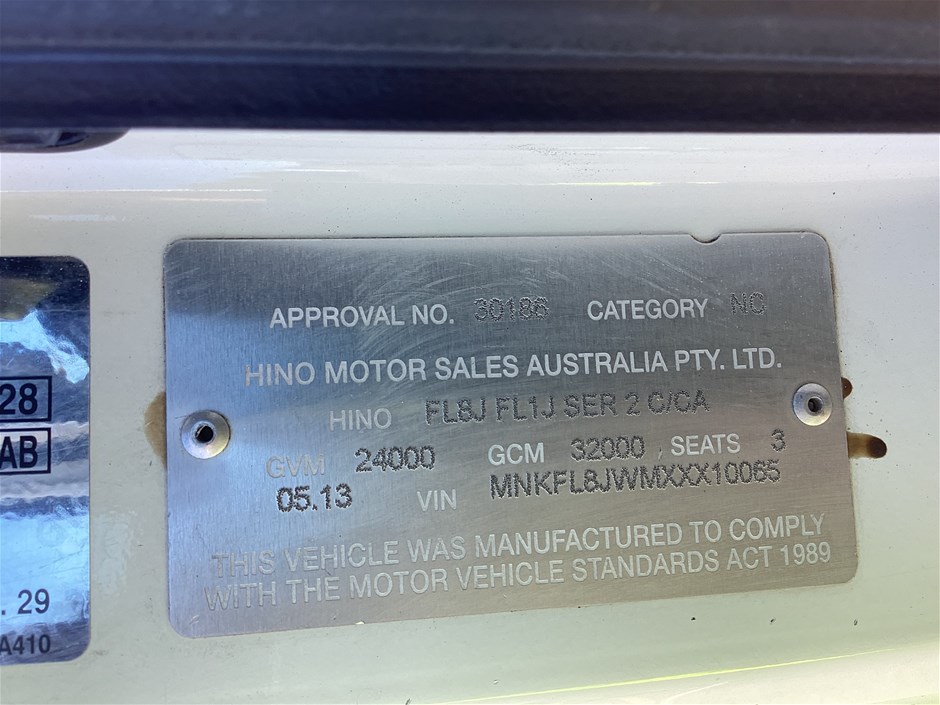 APPROVAL NO. 30186 CATEGORY NC
HINO MOTOR SALES AUSTRALIA PTY. LTD.
HINO FL8J FL1J SER 2 C/CA
GVM 24000 GCM 32000 , SEATS 3
05.13 VIN MNKFL8JWMXXX10065
THIS VEHICLE WAS MANUFACTURED TO COMPLY
WITH THE MOTOR VEHICLE STANDARDS ACT 1989
28
AB
. 29
A410